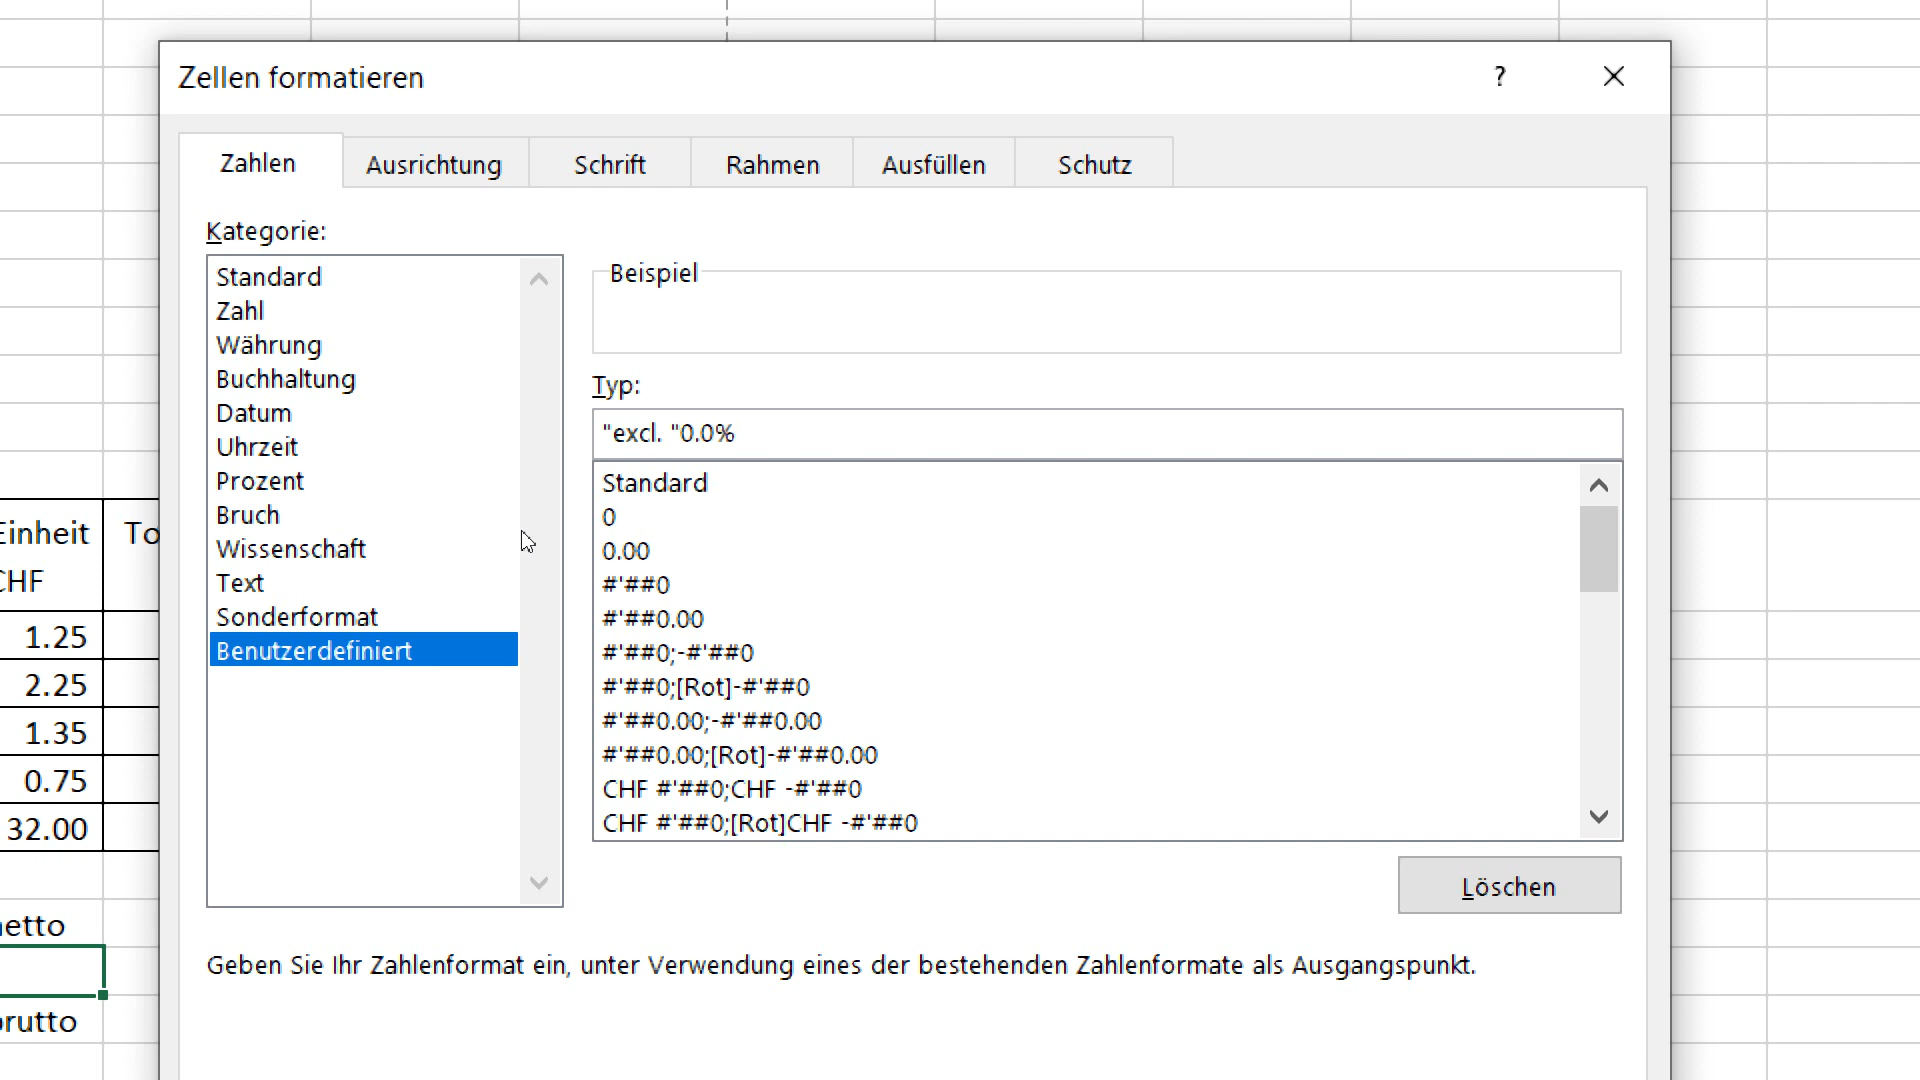 Zellen formatieren
?
Zahlen Ausrichtung Schrift Rahmen Ausfüllen Schutz
Kategorie:
Standard
Zahl
Währung
Buchhaltung
Datum
Uhrzeit
Prozent
Bruch
Wissenschaft
Text
Sonderformat
Benutzerdefiniert
Beispiel
Typ:
"excl. "0.0%
Standard
0
0.00
#'##0
#'##0.00
#'##0;-#'##0
#'##0;[Rot]-#'##0
#'##0.00;-#'##0.00
#'##0.00;[Rot]-#'##0.00
CHF #'##0;CHF -#'##0
CHF #'##0;[Rot]CHF -#'##0
Löschen
Geben Sie Ihr Zahlenformat ein, unter Verwendung eines der bestehenden Zahlenformate als Ausgangspunkt.
Einheit To
CHF
1.25
2.25
1.35
0.75
32.00
netto
brutto